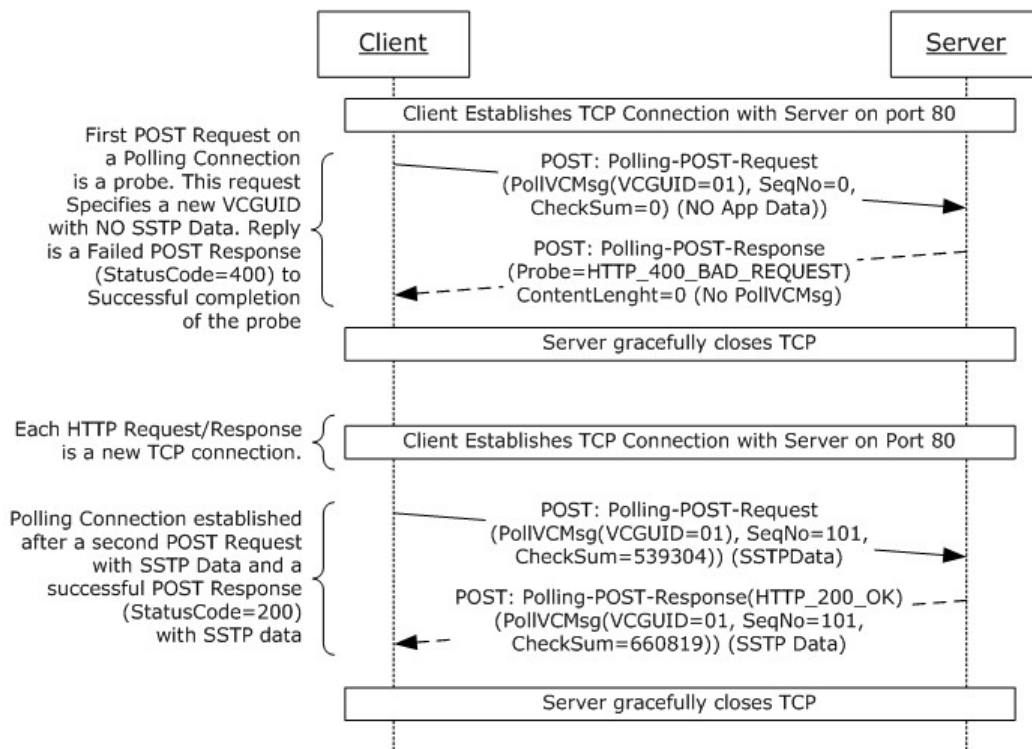 Client
Server
Client Establishes TCP Connection with Server on port 80
First POST Request on
a Polling Connection
is a probe. This request
Specifies a new VCGUID
with NO SSTP Data. Reply
is a Failed POST Response
(StatusCode=400) to
Successful completion
of the probe
POST: Polling-POST-Request
(PollVCMsg(VCGUID=01), SeqNo=0,
CheckSum=0) (NO App Data))
POST: Polling-POST-Response
(Probe=HTTP_400_BAD_REQUEST)
ContentLenght=0 (No PollVCMsg)
Server gracefully closes TCP
Each HTTP Request/Response
is a new TCP connection.
Client Establishes TCP Connection with Server on Port 80
Polling Connection established
after a second POST Request
with SSTP Data and a
successful POST Response
(StatusCode=200)
with SSTP data
POST: Polling-POST-Request
(PollVCMsg(VCGUID=01), SeqNo=101,
CheckSum=539304)) (SSTPData)
POST: Polling-POST-Response(HTTP_200_OK)
(PollVCMsg(VCGUID=01, SeqNo=101,
CheckSum=660819)) (SSTP Data)
Server gracefully closes TCP